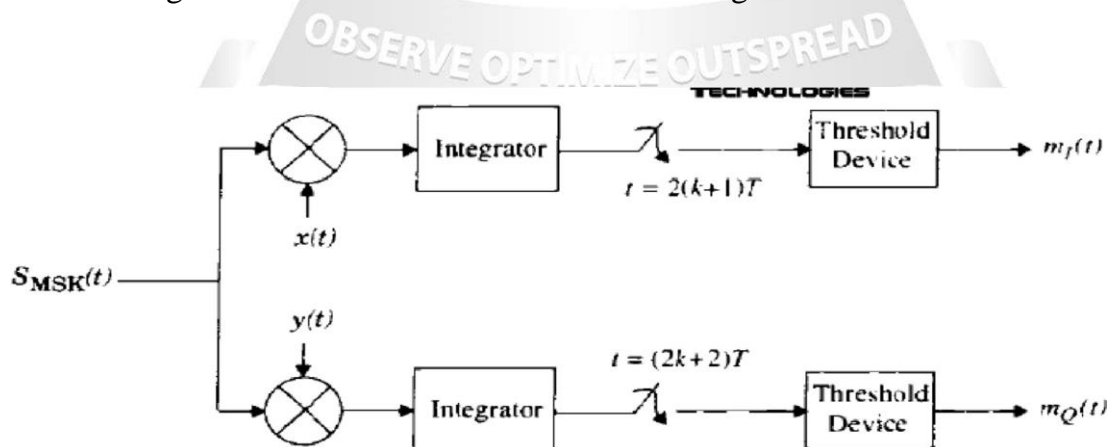 OBSERVE OPTIMIZE OUTSPREAD
TECHNOLOGIES
Integrator
Threshold
Device
m_I(t)
t = 2(k+1)T
x(t)
S_MSK(t)
y(t)
t = (2k+2)T
Integrator
Threshold
Device
m_Q(t)